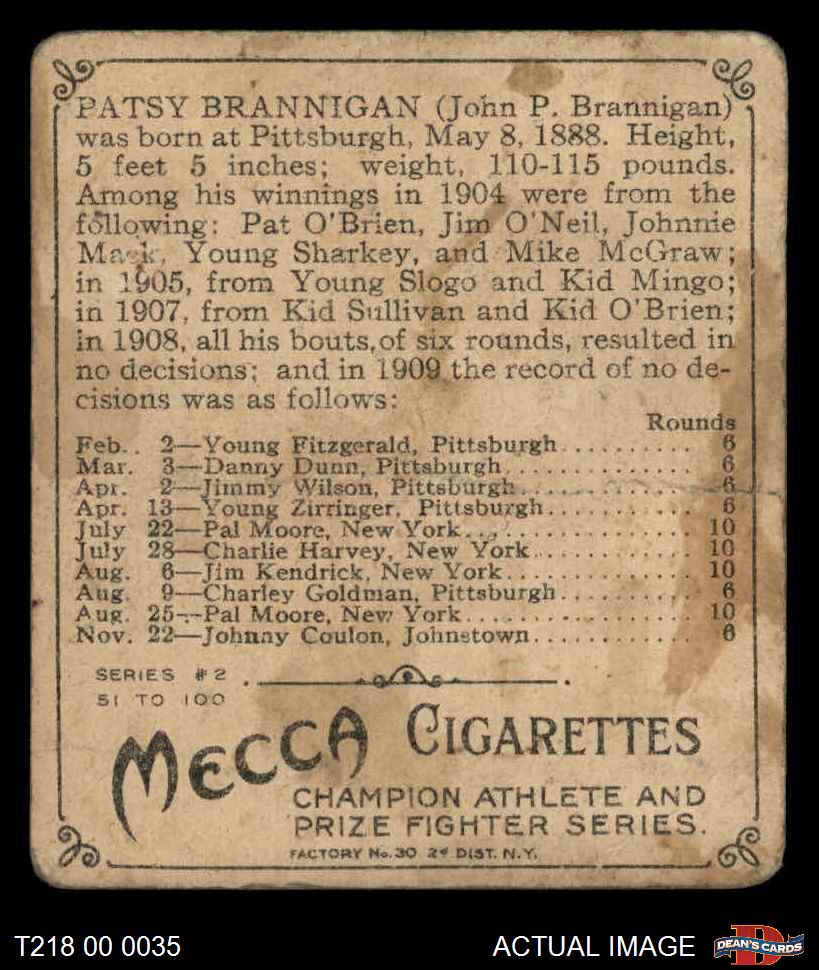 PATSY BRANNIGAN (John P. Brannigan)
was born at Pittsburgh, May 8, 1888. Height,
5 feet 5 inches; weight, 110-115 pounds.
Among his winnings in 1904 were from the
following: Pat O'Brien, Jim O'Neil, Johnnie
Mack, Young Sharkey, and Mike McGraw;
in 1905, from Young Slogo and Kid Mingo;
in 1907, from Kid Sullivan and Kid O'Brien;
in 1908, all his bouts, of six rounds, resulted in
no decisions; and in 1909 the record of no de-
cisions was as follows:
Rounds
Feb.. 2—Young Fitzgerald, Pittsburgh.......... 6
Mar. 3—Danny Dunn, Pittsburgh.............. 6
Apr. 2—Jimmy Wilson, Pittsburgh............. 6
Apr. 13—Young Zirringer, Pittsburgh........... 6
July 22—Pal Moore, New York................. 10
July 28—Charlie Harvey, New York............ 10
Aug. 6—Jim Kendrick, New York.............. 10
Aug. 9—Charley Goldman, Pittsburgh.......... 6
Aug. 25—Pal Moore, New York................. 10
Nov. 22—Johnny Coulon, Johnstown............ 6
SERIES #2
51 TO 100
MECCA CIGARETTES
CHAMPION ATHLETE AND
PRIZE FIGHTER SERIES.
FACTORY No. 30 2d DIST. N.Y.
T218 00 0035 ACTUAL IMAGE DEAN'S CARDS